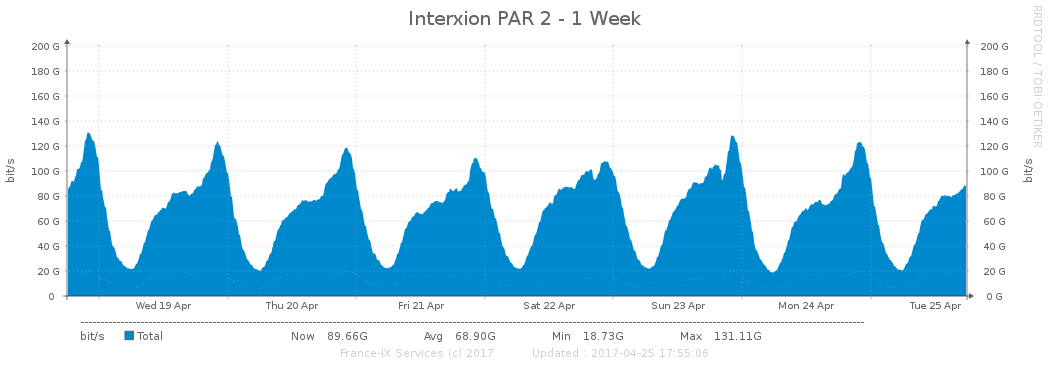 Interxion PAR 2 - 1 Week
RRDTOOL / TOBI OETIKER
bit/s
200 G
180 G
160 G
140 G
120 G
100 G
80 G
60 G
40 G
20 G
0
200 G
180 G
160 G
140 G
120 G
100 G
80 G
60 G
40 G
20 G
0 G
bit/s
Wed 19 Apr Thu 20 Apr Fri 21 Apr Sat 22 Apr Sun 23 Apr Mon 24 Apr Tue 25 Apr
bit/s Total Now 89.66G Avg 68.90G Min 18.73G Max 131.11G
France-IX Services (c) 2017 Updated : 2017-04-25 17:55:06